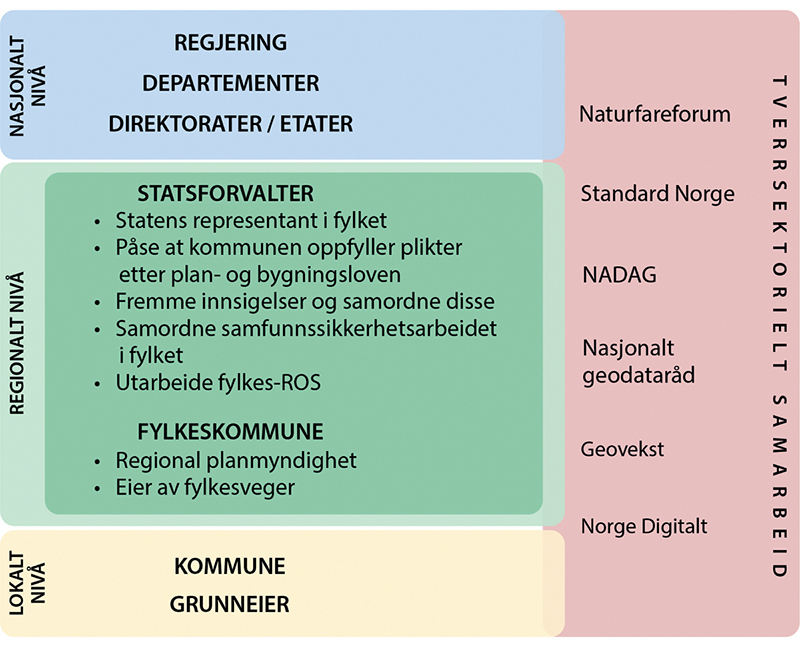 NASJONALT
NIVÅ
REGJERING
DEPARTEMENTER
DIREKTORATER / ETATER
REGIONALT NIVÅ
STATSFORVALTER
• Statens representant i fylket
• Påse at kommunen oppfyller plikter
etter plan- og bygningsloven
• Fremme innsigelser og samordne disse
• Samordne samfunnssikkerhetsarbeidet
i fylket
• Utarbeide fylkes-ROS
FYLKESKOMMUNE
• Regional planmyndighet
• Eier av fylkesveger
LOKALT
NIVÅ
KOMMUNE
GRUNNEIER
Naturfareforum
Standard Norge
NADAG
Nasjonalt
geodataråd
Geovekst
Norge Digitalt
TVERRSEKTORIELT SAMARBEID